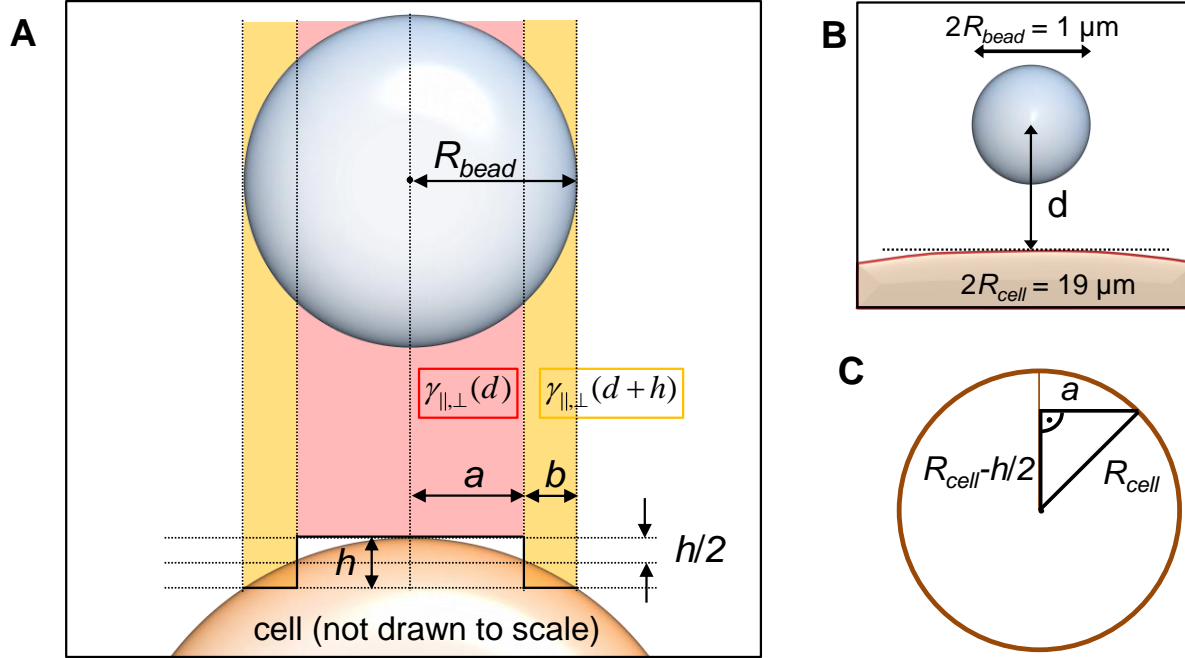 A
R_bead
γ_||,⊥(d)
γ_||,⊥(d+h)
a
b
h
h/2
cell (not drawn to scale)
B
2R_bead = 1 µm
d
2R_cell = 19 µm
C
a
R_cell-h/2
R_cell